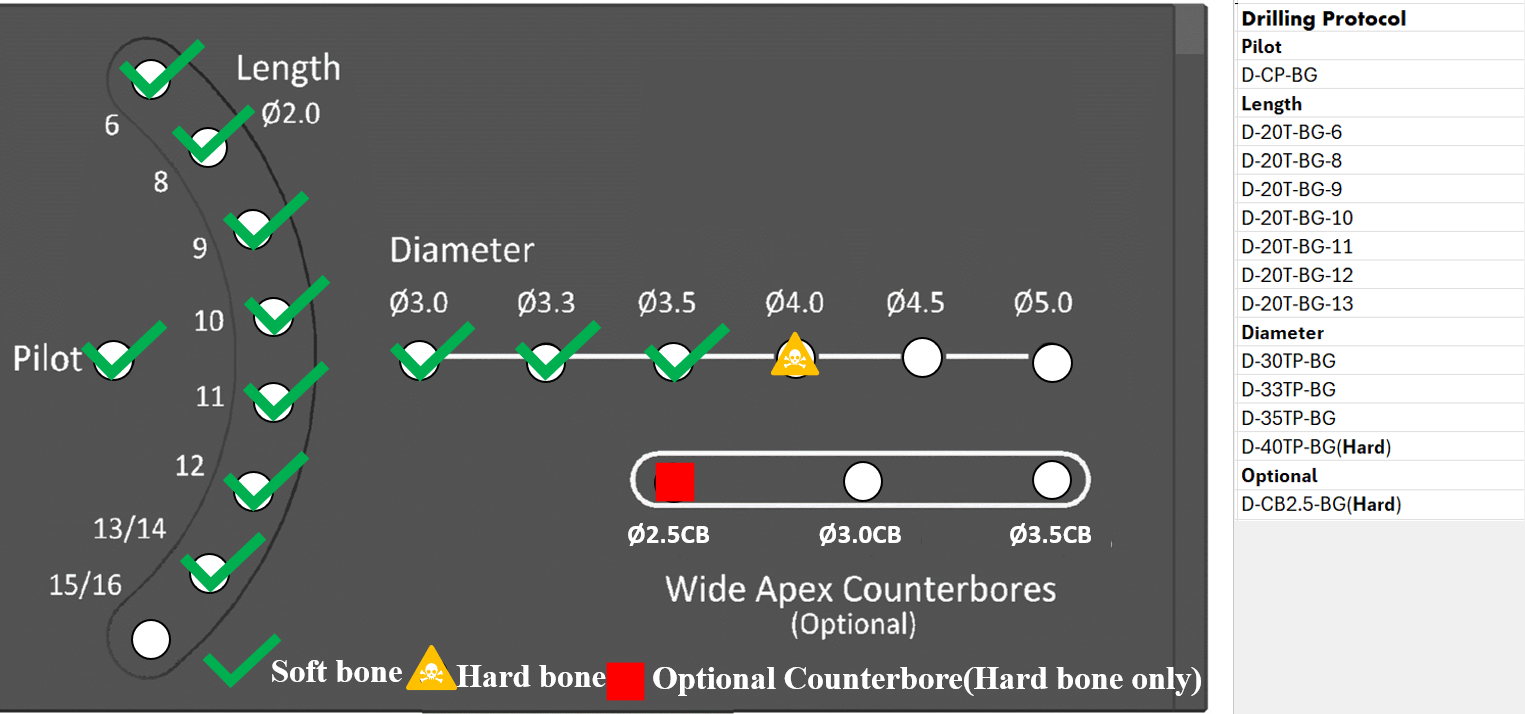 Length
Ø2.0
6
8
9
10
Pilot
11
12
13/14
15/16
Diameter
Ø3.0 Ø3.3 Ø3.5 Ø4.0 Ø4.5 Ø5.0
Ø2.5CB Ø3.0CB Ø3.5CB
Wide Apex Counterbores
(Optional)
Soft bone Hard bone Optional Counterbore(Hard bone only)
Drilling Protocol
Pilot
D-CP-BG
Length
D-20T-BG-6
D-20T-BG-8
D-20T-BG-9
D-20T-BG-10
D-20T-BG-11
D-20T-BG-12
D-20T-BG-13
Diameter
D-30TP-BG
D-33TP-BG
D-35TP-BG
D-40TP-BG(Hard)
Optional
D-CB2.5-BG(Hard)